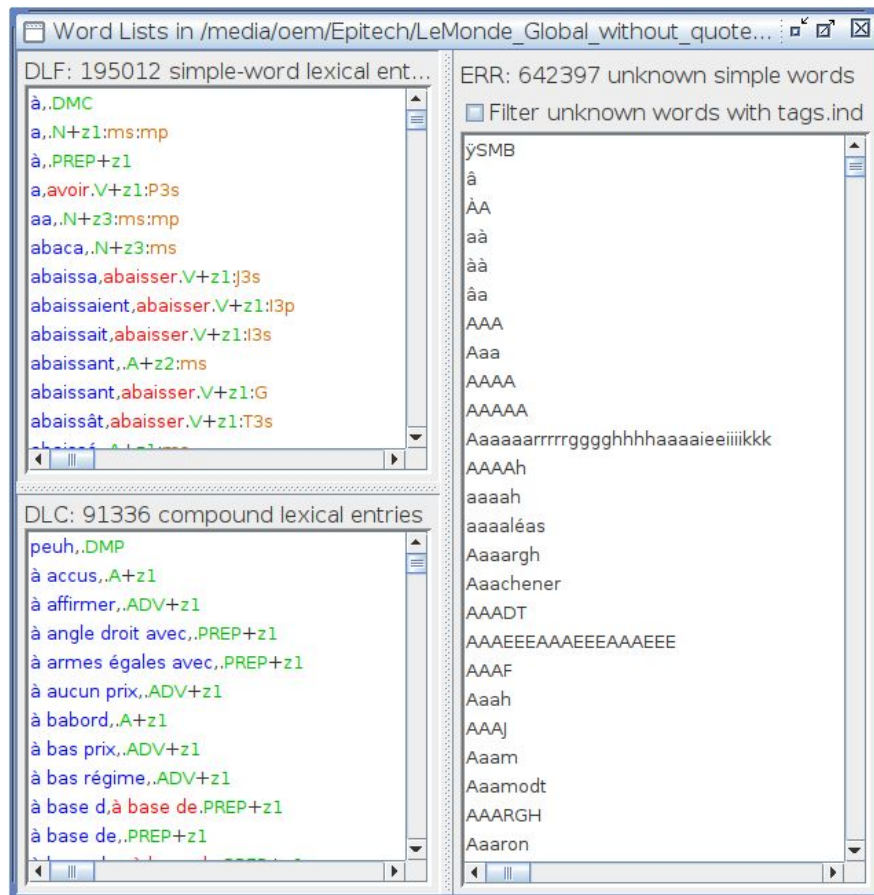 Word Lists in /media/oem/Epitech/LeMonde_Global_without_quote...
DLF: 195012 simple-word lexical ent...
à,.DMC
a,.N+z1:ms:mp
à,.PREP+z1
a,avoir.V+z1:P3s
aa,.N+z3:ms:mp
abaca,.N+z3:ms
abaissa,abaisser.V+z1:J3s
abaissaient,abaisser.V+z1:I3p
abaissait,abaisser.V+z1:I3s
abaissant,.A+z2:ms
abaissant,abaisser.V+z1:G
abaissât,abaisser.V+z1:T3s
DLC: 91336 compound lexical entries
peuh,.DMP
à accus,.A+z1
à affirmer,.ADV+z1
à angle droit avec,.PREP+z1
à armes égales avec,.PREP+z1
à aucun prix,.ADV+z1
à babord,.A+z1
à bas prix,.ADV+z1
à bas régime,.ADV+z1
à base d,à base de.PREP+z1
à base de,.PREP+z1
ERR: 642397 unknown simple words
Filter unknown words with tags.ind
ÿSMB
â
ÀA
aà
àà
âa
AAA
Aaa
AAAA
AAAAA
Aaaaaarrrrrrgggghhhhaaaaieeiiiikkk
AAAAh
aaaah
aaaaléas
Aaaargh
Aaachener
AAADT
AAAEEEAAAEEEAAAEEE
AAAF
Aaah
AAAJ
Aaam
Aaamodt
AAARGH
Aaaron